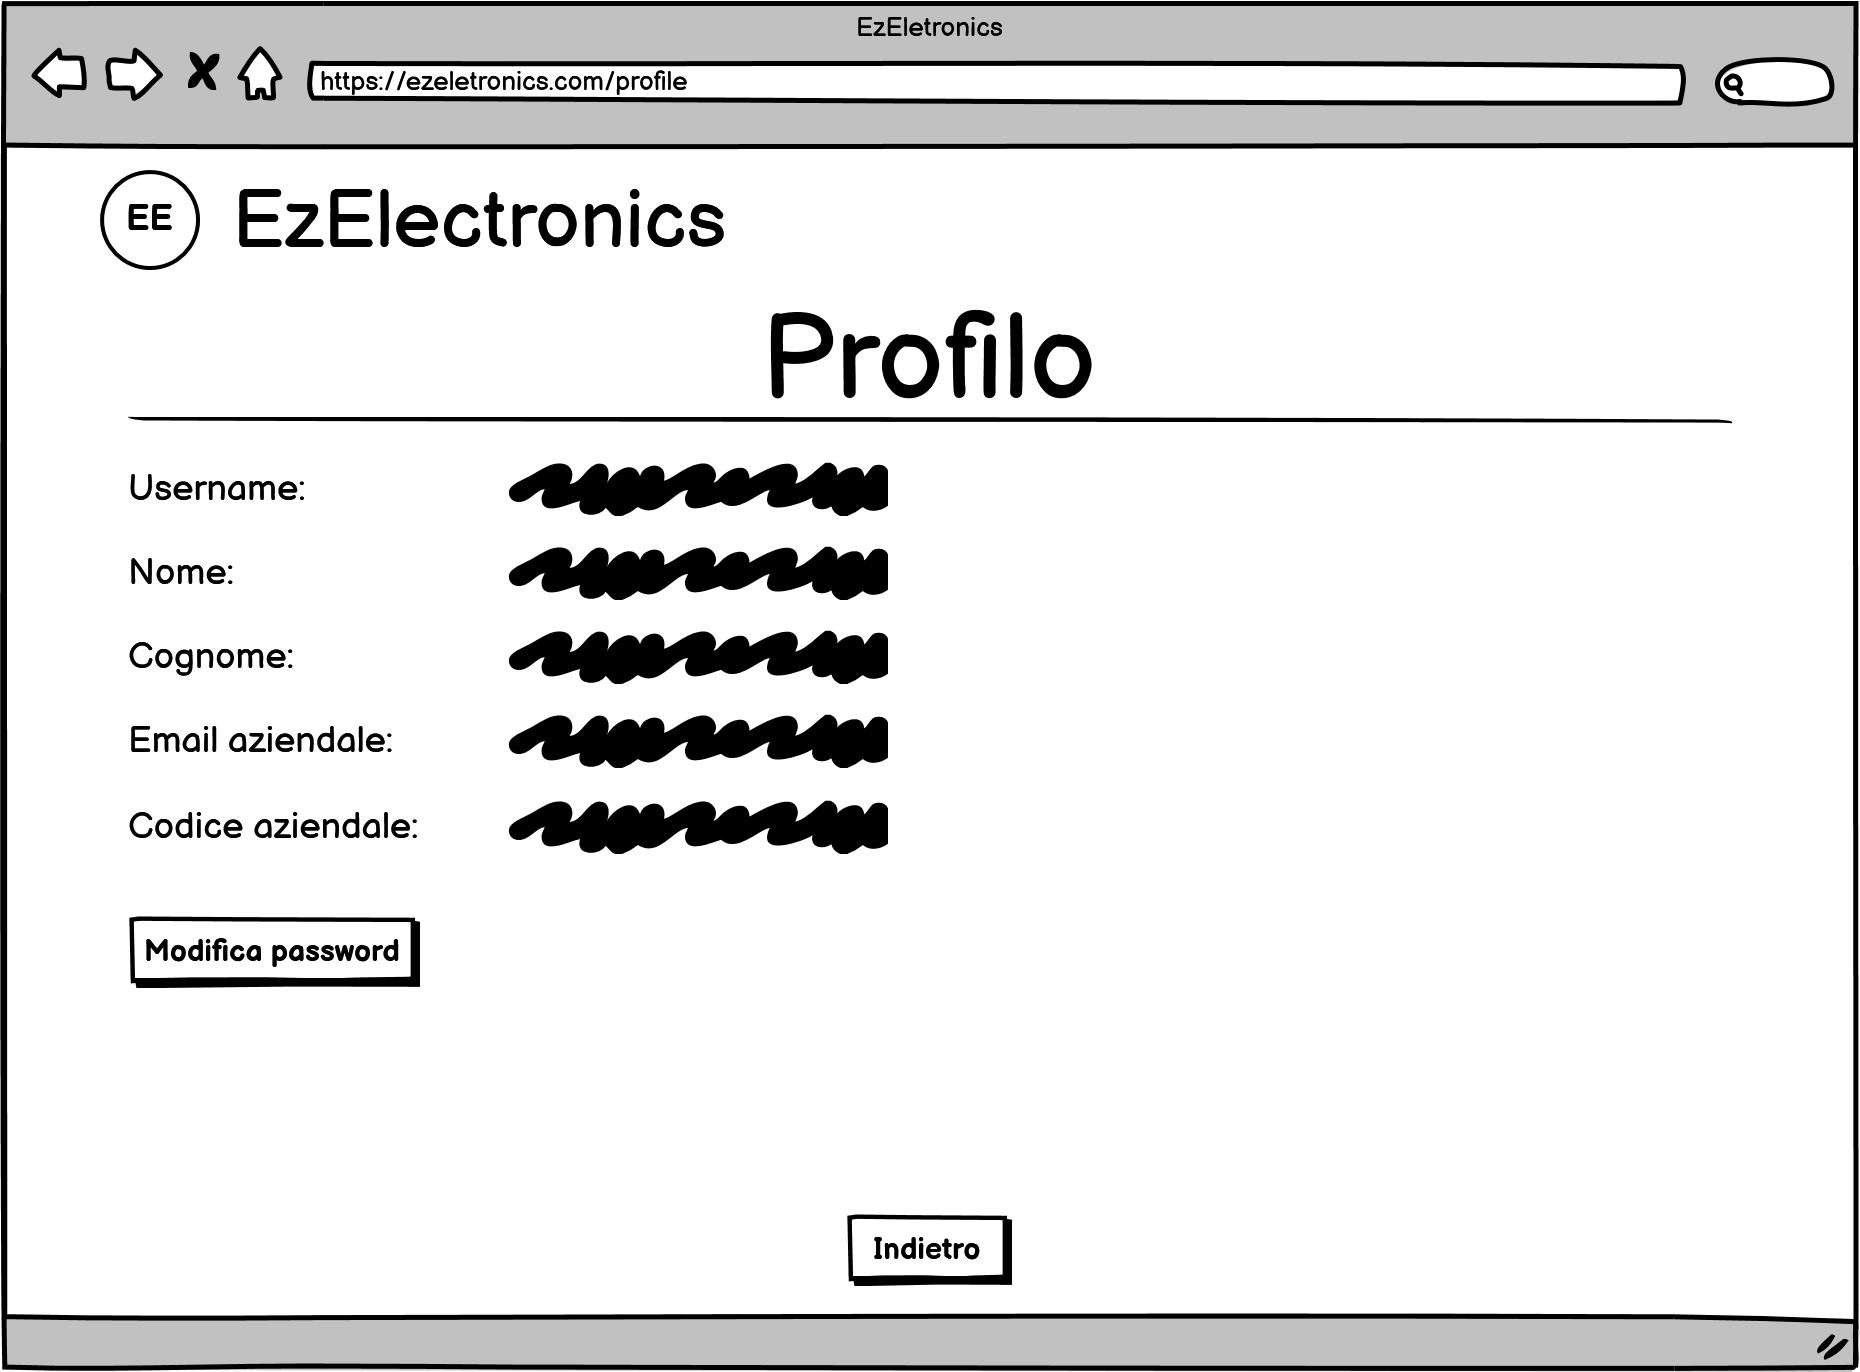 EzEletronics
https://ezeletronics.com/profile
EE EzElectronics
Profilo
Username:
Nome:
Cognome:
Email aziendale:
Codice aziendale:
Modifica password
Indietro